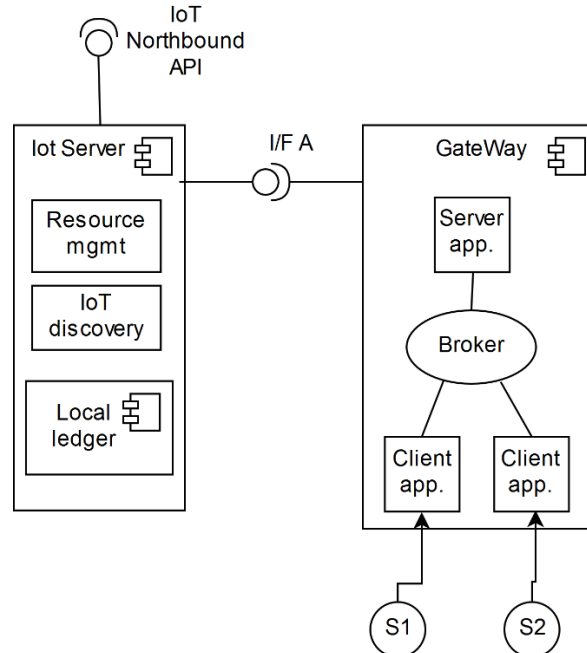 IoT
Northbound
API
Iot Server
I/F A
GateWay
Resource
mgmt
IoT
discovery
Local
ledger
Server
app.
Broker
Client
app.
Client
app.
S1
S2